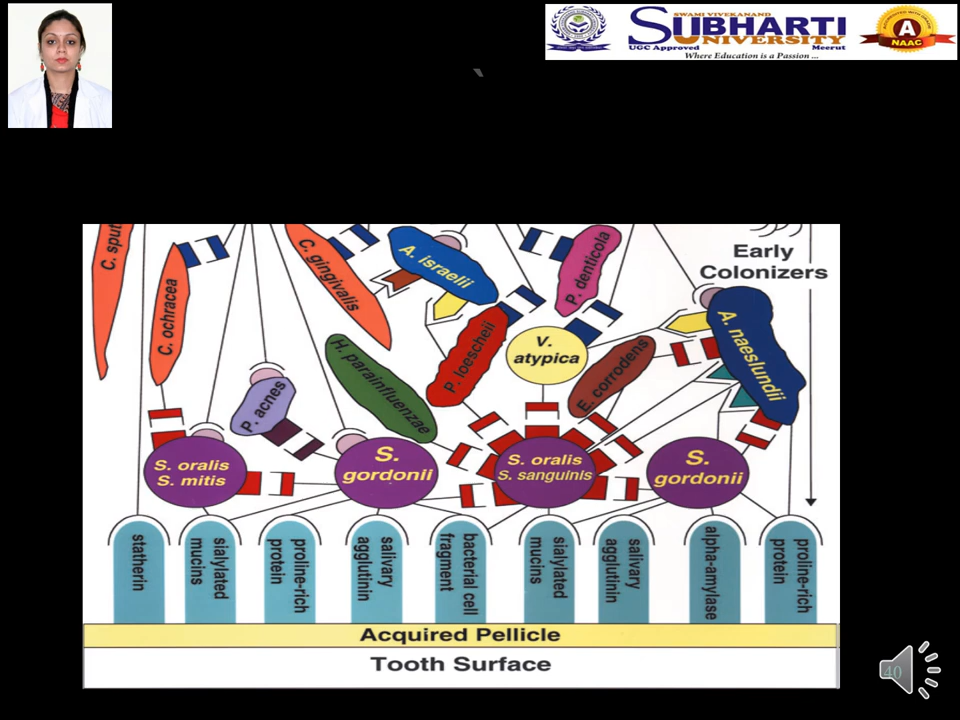 SWAMI VIVEKANAND
SUBHARTI
UNIVERSITY
UGC Approved Meerut
Where Education is a Passion ...
A
NAAC
`
Early
Colonizers
C. sput
C. ochracea
C. gingivalis
A. israelii
P. denticola
A. naeslundii
P. acnes
H. parainfluenzae
P. loescheii
V.
atypica
E. corrodens
S. oralis
S. mitis
S.
gordonii
S. oralis
S. sanguinis
S.
gordonii
statherin
sialylated
mucins
proline-rich
protein
salivary
agglutinin
bacterial cell
fragment
sialylated
mucins
salivary
agglutinin
alpha-amylase
proline-rich
protein
Acquired Pellicle
Tooth Surface
40